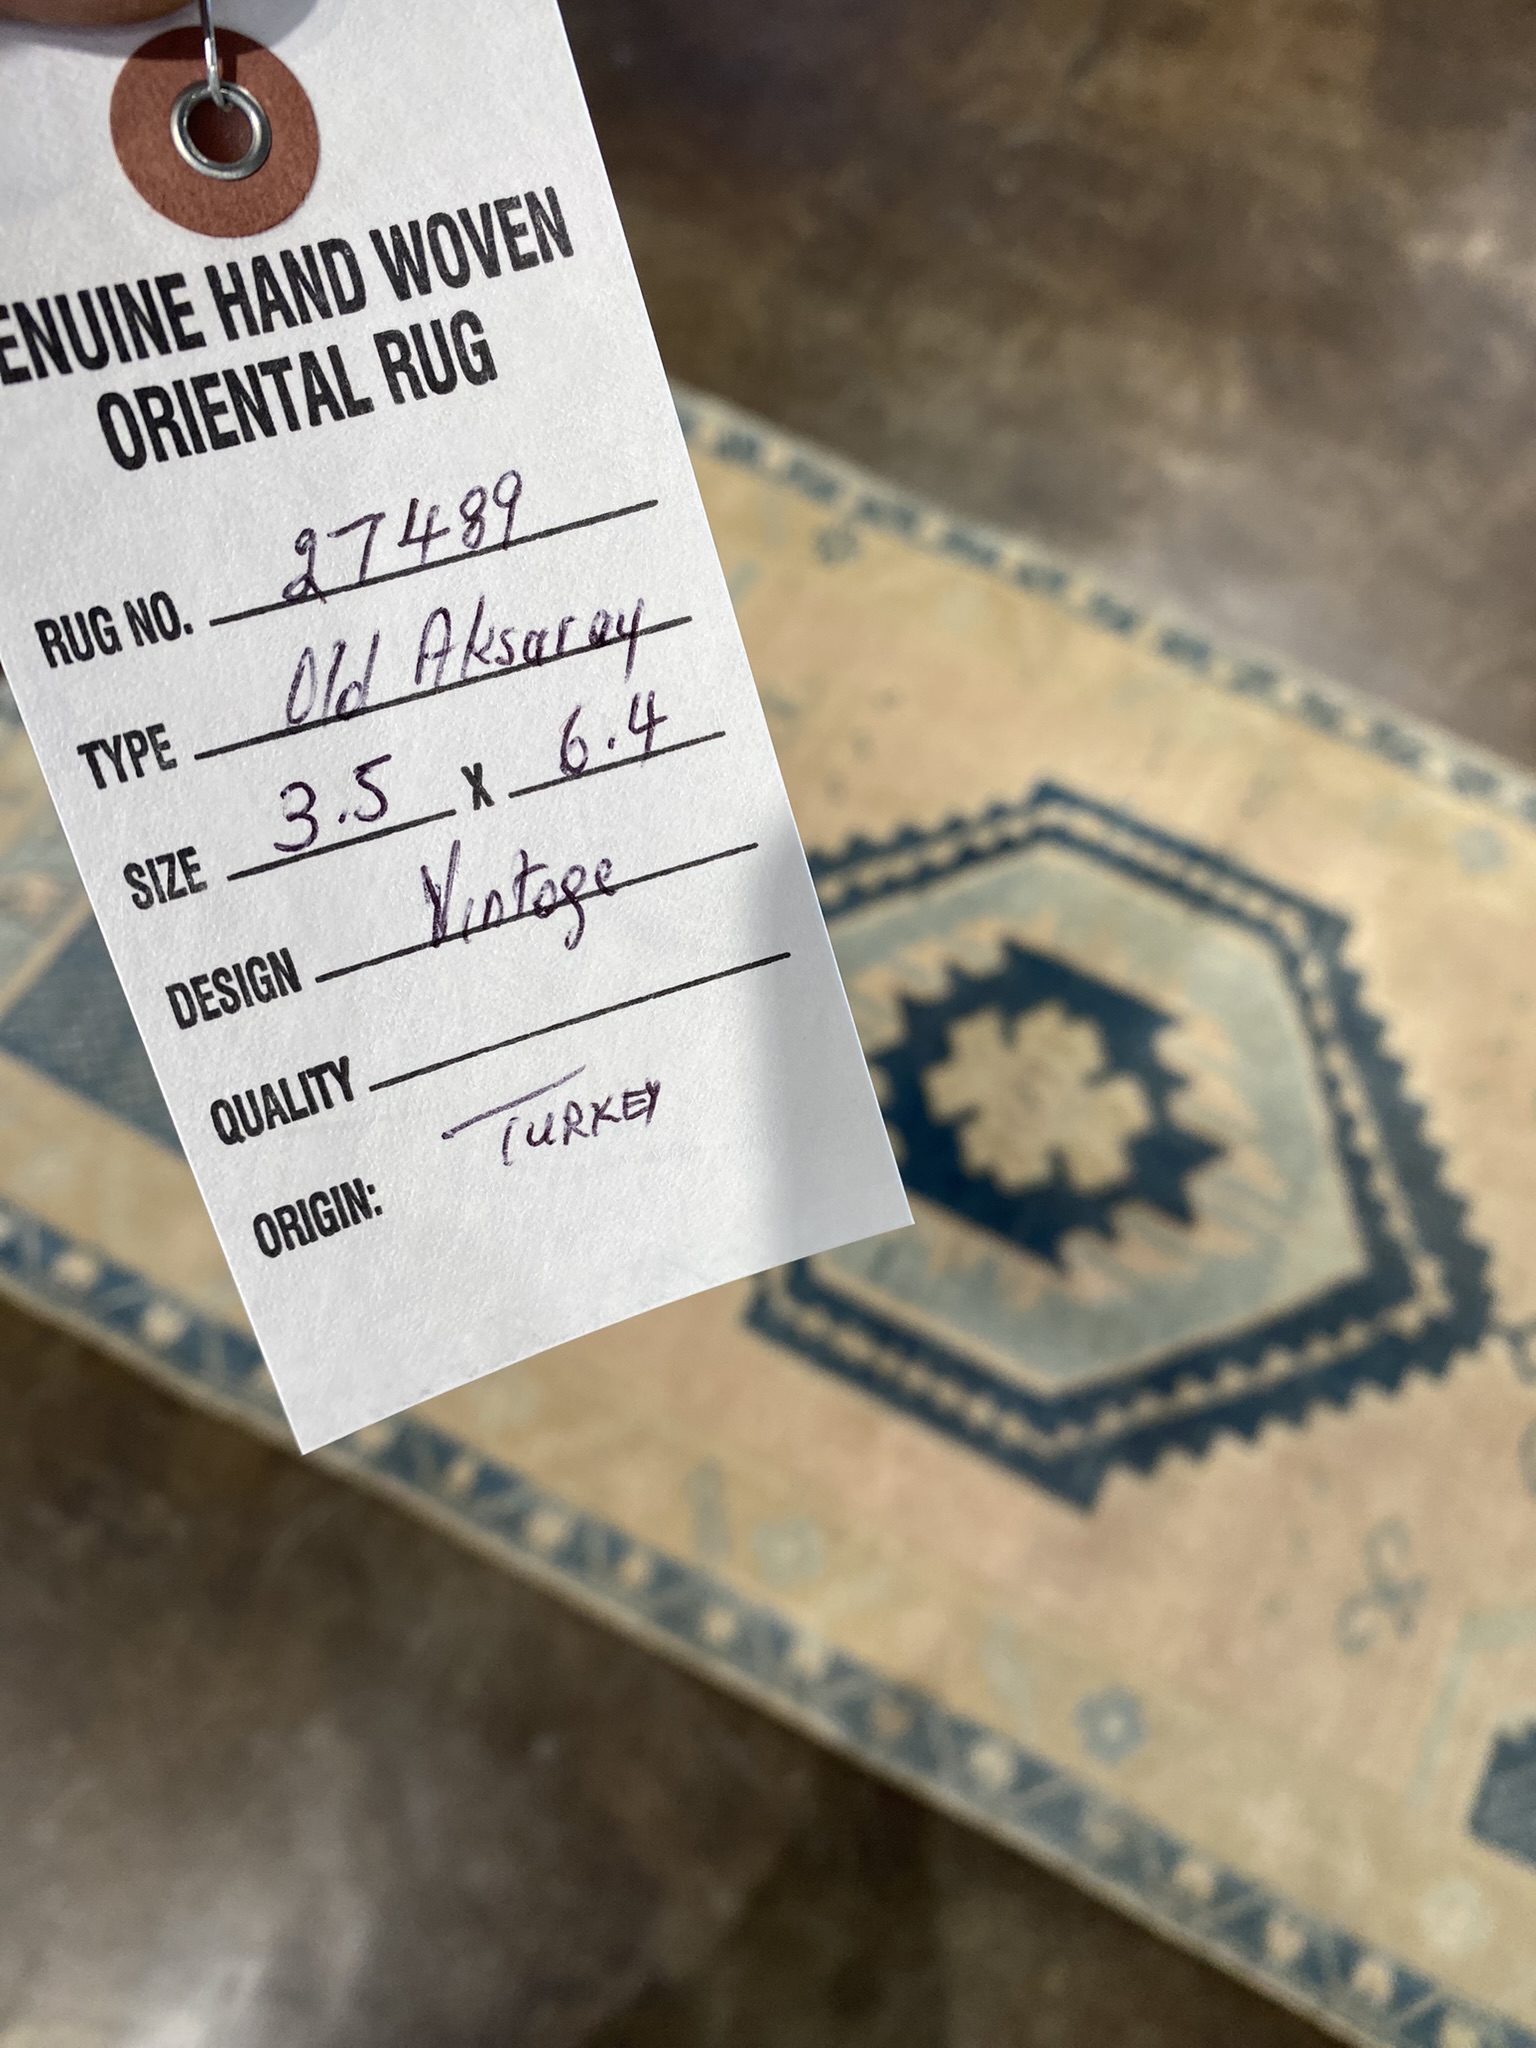 ENUINE HAND WOVEN
ORIENTAL RUG
RUG NO. 27489
TYPE Old Aksaray
SIZE 3.5 X 6.4
DESIGN Vintage
QUALITY
ORIGIN: TURKEY